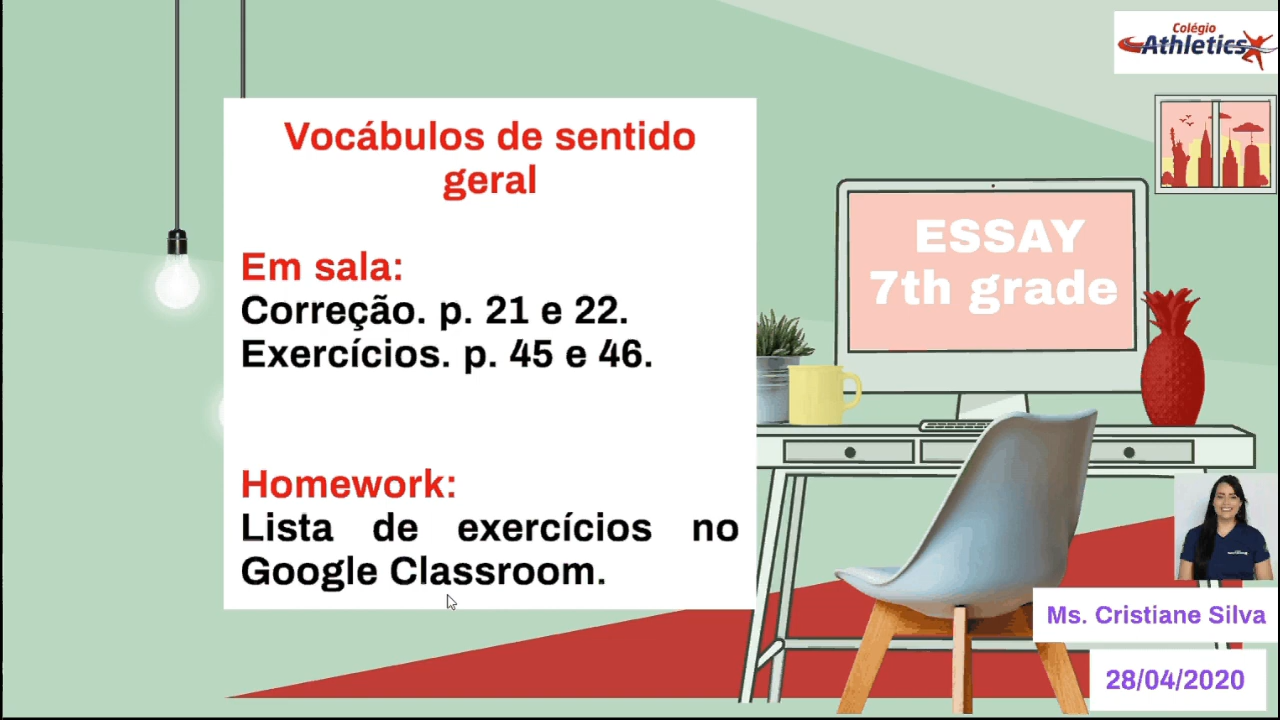 Colégio
Athletics
Vocábulos de sentido
geral
Em sala:
Correção. p. 21 e 22.
Exercícios. p. 45 e 46.
Homework:
Lista de exercícios no
Google Classroom.
ESSAY
7th grade
Ms. Cristiane Silva
28/04/2020